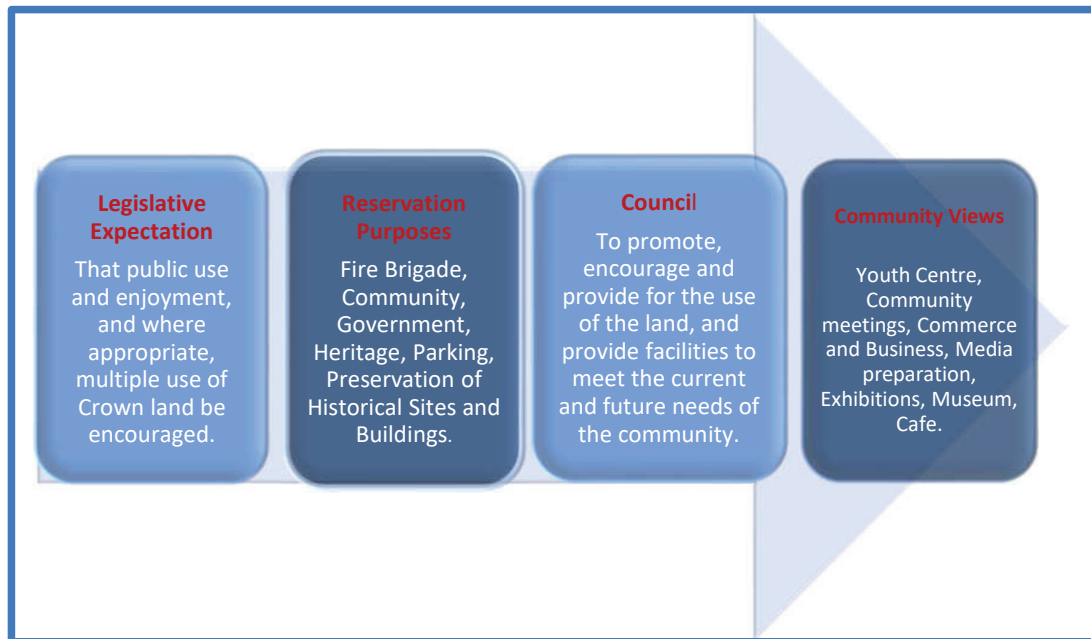 Legislative
Expectation
That public use
and enjoyment,
and where
appropriate,
multiple use of
Crown land be
encouraged.
Reservation
Purposes
Fire Brigade,
Community,
Government,
Heritage, Parking,
Preservation of
Historical Sites and
Buildings.
Council
To promote,
encourage and
provide for the use
of the land, and
provide facilities to
meet the current
and future needs of
the community.
Community Views
Youth Centre,
Community
meetings, Commerce
and Business, Media
preparation,
Exhibitions, Museum,
Cafe.